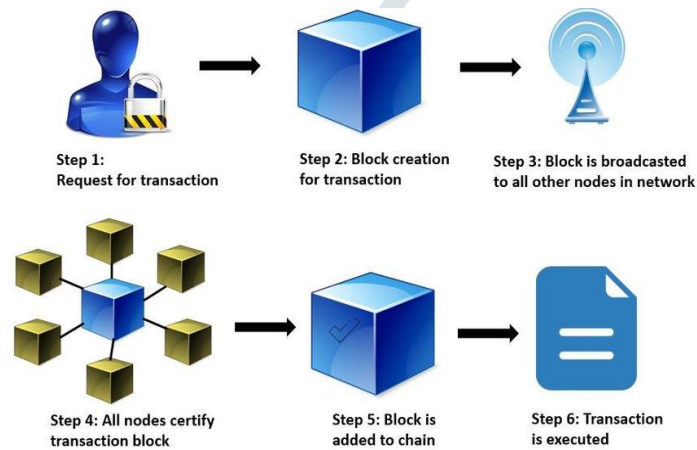 Step 1:
Request for transaction
Step 2: Block creation
for transaction
Step 3: Block is broadcasted
to all other nodes in network
Step 4: All nodes certify
transaction block
Step 5: Block is
added to chain
Step 6: Transaction
is executed